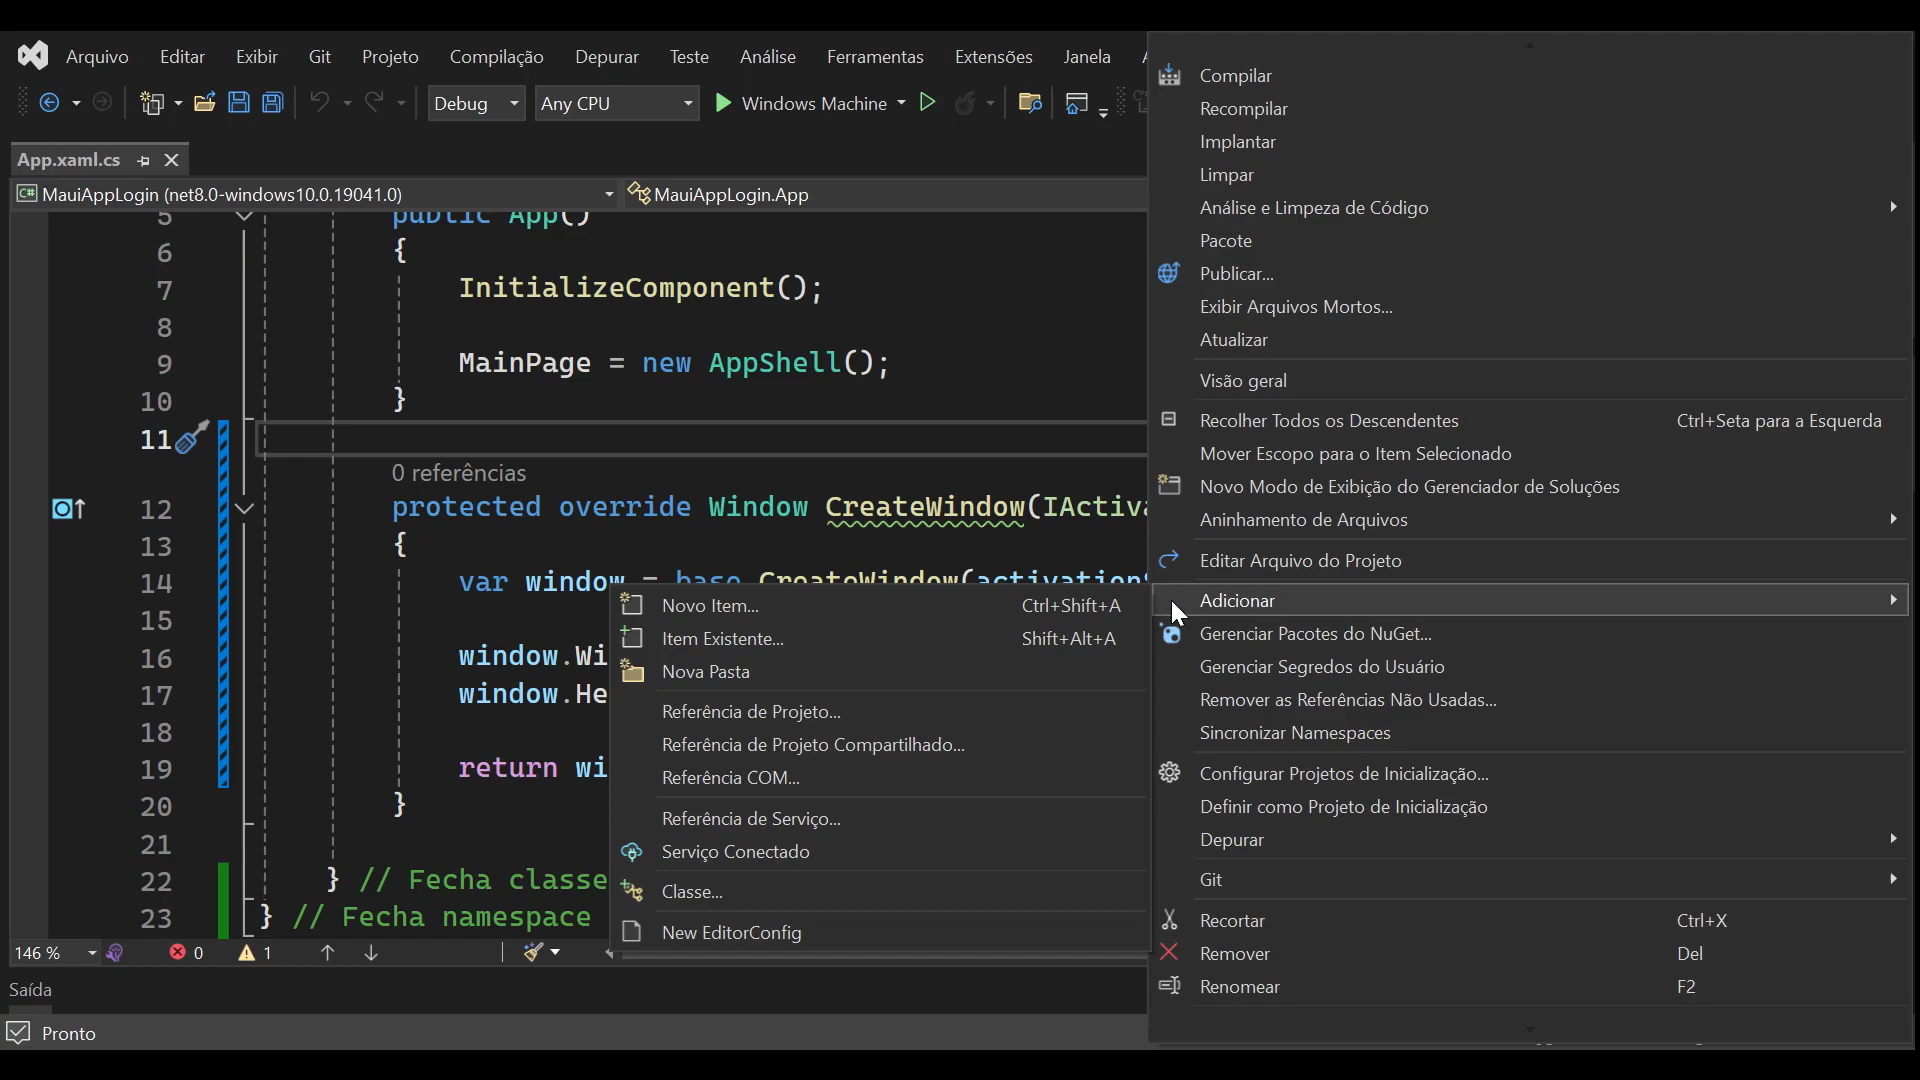 Arquivo Editar Exibir Git Projeto Compilação Depurar Teste Análise Ferramentas Extensões Janela
Debug Any CPU Windows Machine
App.xaml.cs
C# MauiAppLogin (net8.0-windows10.0.19041.0) MauiAppLogin.App
5 public App()
6 {
7 InitializeComponent();
8
9 MainPage = new AppShell();
10 }
11
0 referências
12 protected override Window CreateWindow(IActiv
13 {
14 var window = base CreateWindow(activation
15
16 window.Wi
17 window.He
18
19 return wi
20 }
21
22 } // Fecha classe
23 } // Fecha namespace
146 % 0 1
Saída
Pronto
Novo Item... Ctrl+Shift+A
Item Existente... Shift+Alt+A
Nova Pasta
Referência de Projeto...
Referência de Projeto Compartilhado...
Referência COM...
Referência de Serviço...
Serviço Conectado
Classe...
New EditorConfig
Compilar
Recompilar
Implantar
Limpar
Análise e Limpeza de Código
Pacote
Publicar...
Exibir Arquivos Mortos...
Atualizar
Visão geral
Recolher Todos os Descendentes Ctrl+Seta para a Esquerda
Mover Escopo para o Item Selecionado
Novo Modo de Exibição do Gerenciador de Soluções
Aninhamento de Arquivos
Editar Arquivo do Projeto
Adicionar
Gerenciar Pacotes do NuGet...
Gerenciar Segredos do Usuário
Remover as Referências Não Usadas...
Sincronizar Namespaces
Configurar Projetos de Inicialização...
Definir como Projeto de Inicialização
Depurar
Git
Recortar Ctrl+X
Remover Del
Renomear F2